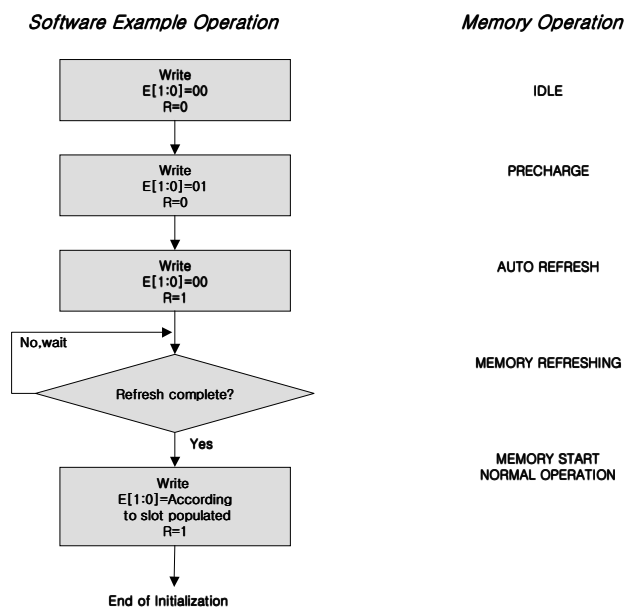 Software Example Operation
Memory Operation
Write
E[1:0]=00
R=0
IDLE
Write
E[1:0]=01
R=0
PRECHARGE
Write
E[1:0]=00
R=1
AUTO REFRESH
No,wait
Refresh complete?
MEMORY REFRESHING
Yes
Write
E[1:0]=According
to slot populated
R=1
MEMORY START
NORMAL OPERATION
End of Initialization